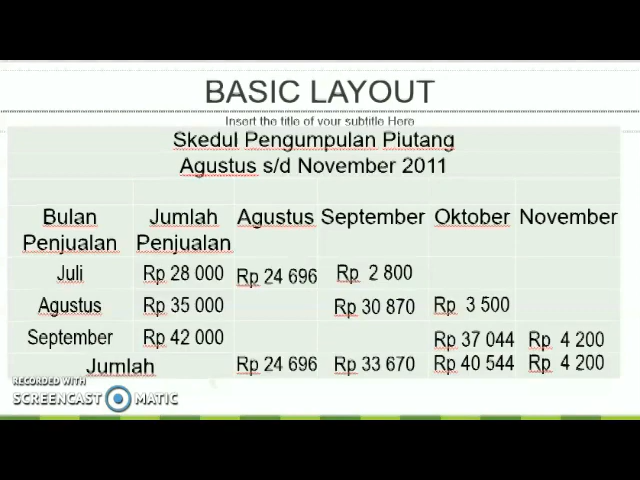 BASIC LAYOUT
Insert the title of your subtitle Here
Skedul Pengumpulan Piutang
Agustus s/d November 2011
Bulan Penjualan Jumlah Penjualan Agustus September Oktober November
Juli Rp 28 000 Rp 24 696 Rp 2 800
Agustus Rp 35 000 Rp 30 870 Rp 3 500
September Rp 42 000 Rp 37 044 Rp 4 200
Jumlah Rp 24 696 Rp 33 670 Rp 40 544 Rp 4 200
RECORDED WITH
SCREENCAST MATIC